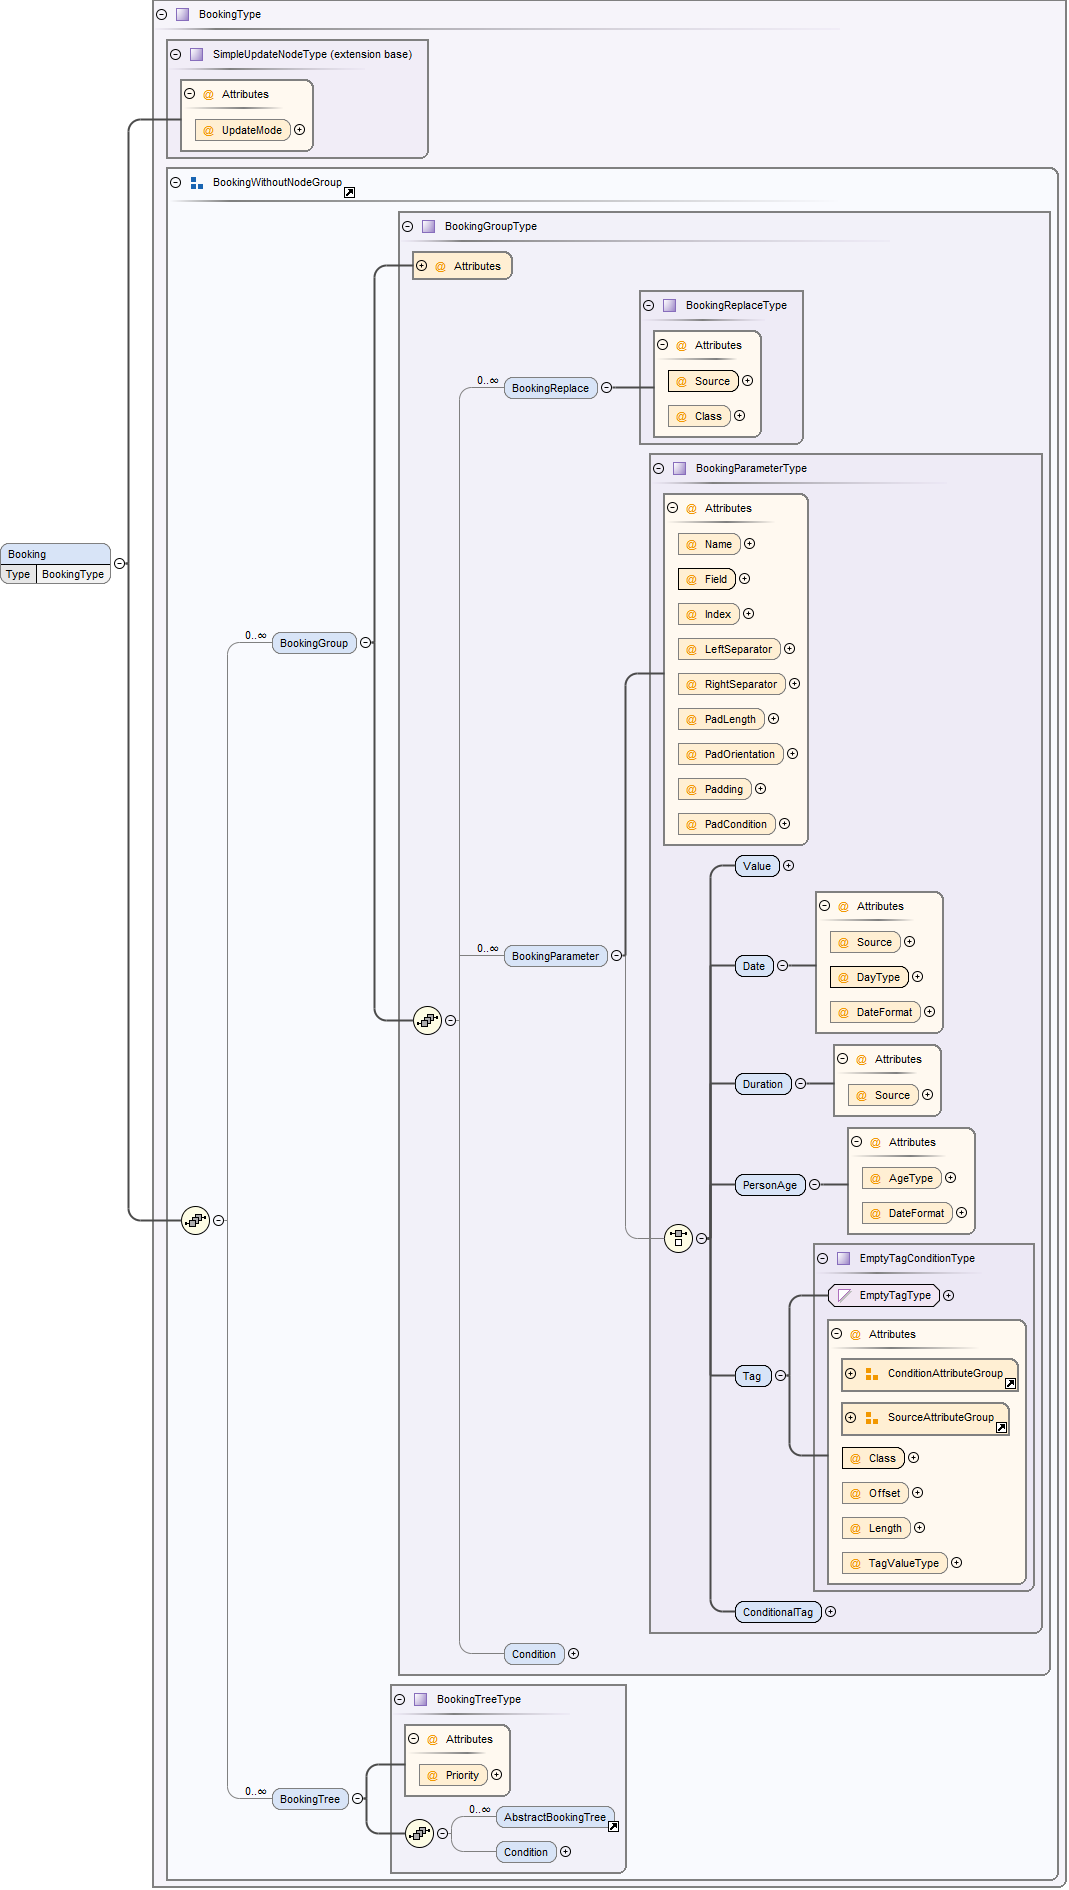 BookingType
SimpleUpdateNodeType (extension base)
@ Attributes
@ UpdateMode
BookingWithoutNodeGroup
BookingGroupType
@ Attributes
BookingReplaceType
@ Attributes
0..∞
BookingReplace
@ Source
@ Class
BookingParameterType
@ Attributes
@ Name
Booking
Type BookingType
@ Field
@ Index
0..∞
BookingGroup
@ LeftSeparator
@ RightSeparator
@ PadLength
@ PadOrientation
@ Padding
@ PadCondition
Value
@ Attributes
0..∞
BookingParameter
@ Source
Date
@ DayType
@ DateFormat
@ Attributes
Duration
@ Source
@ Attributes
PersonAge
@ AgeType
@ DateFormat
EmptyTagConditionType
EmptyTagType
@ Attributes
Tag
ConditionAttributeGroup
SourceAttributeGroup
@ Class
@ Offset
@ Length
@ TagValueType
ConditionalTag
Condition
BookingTreeType
@ Attributes
@ Priority
0..∞
BookingTree
0..∞
AbstractBookingTree
Condition